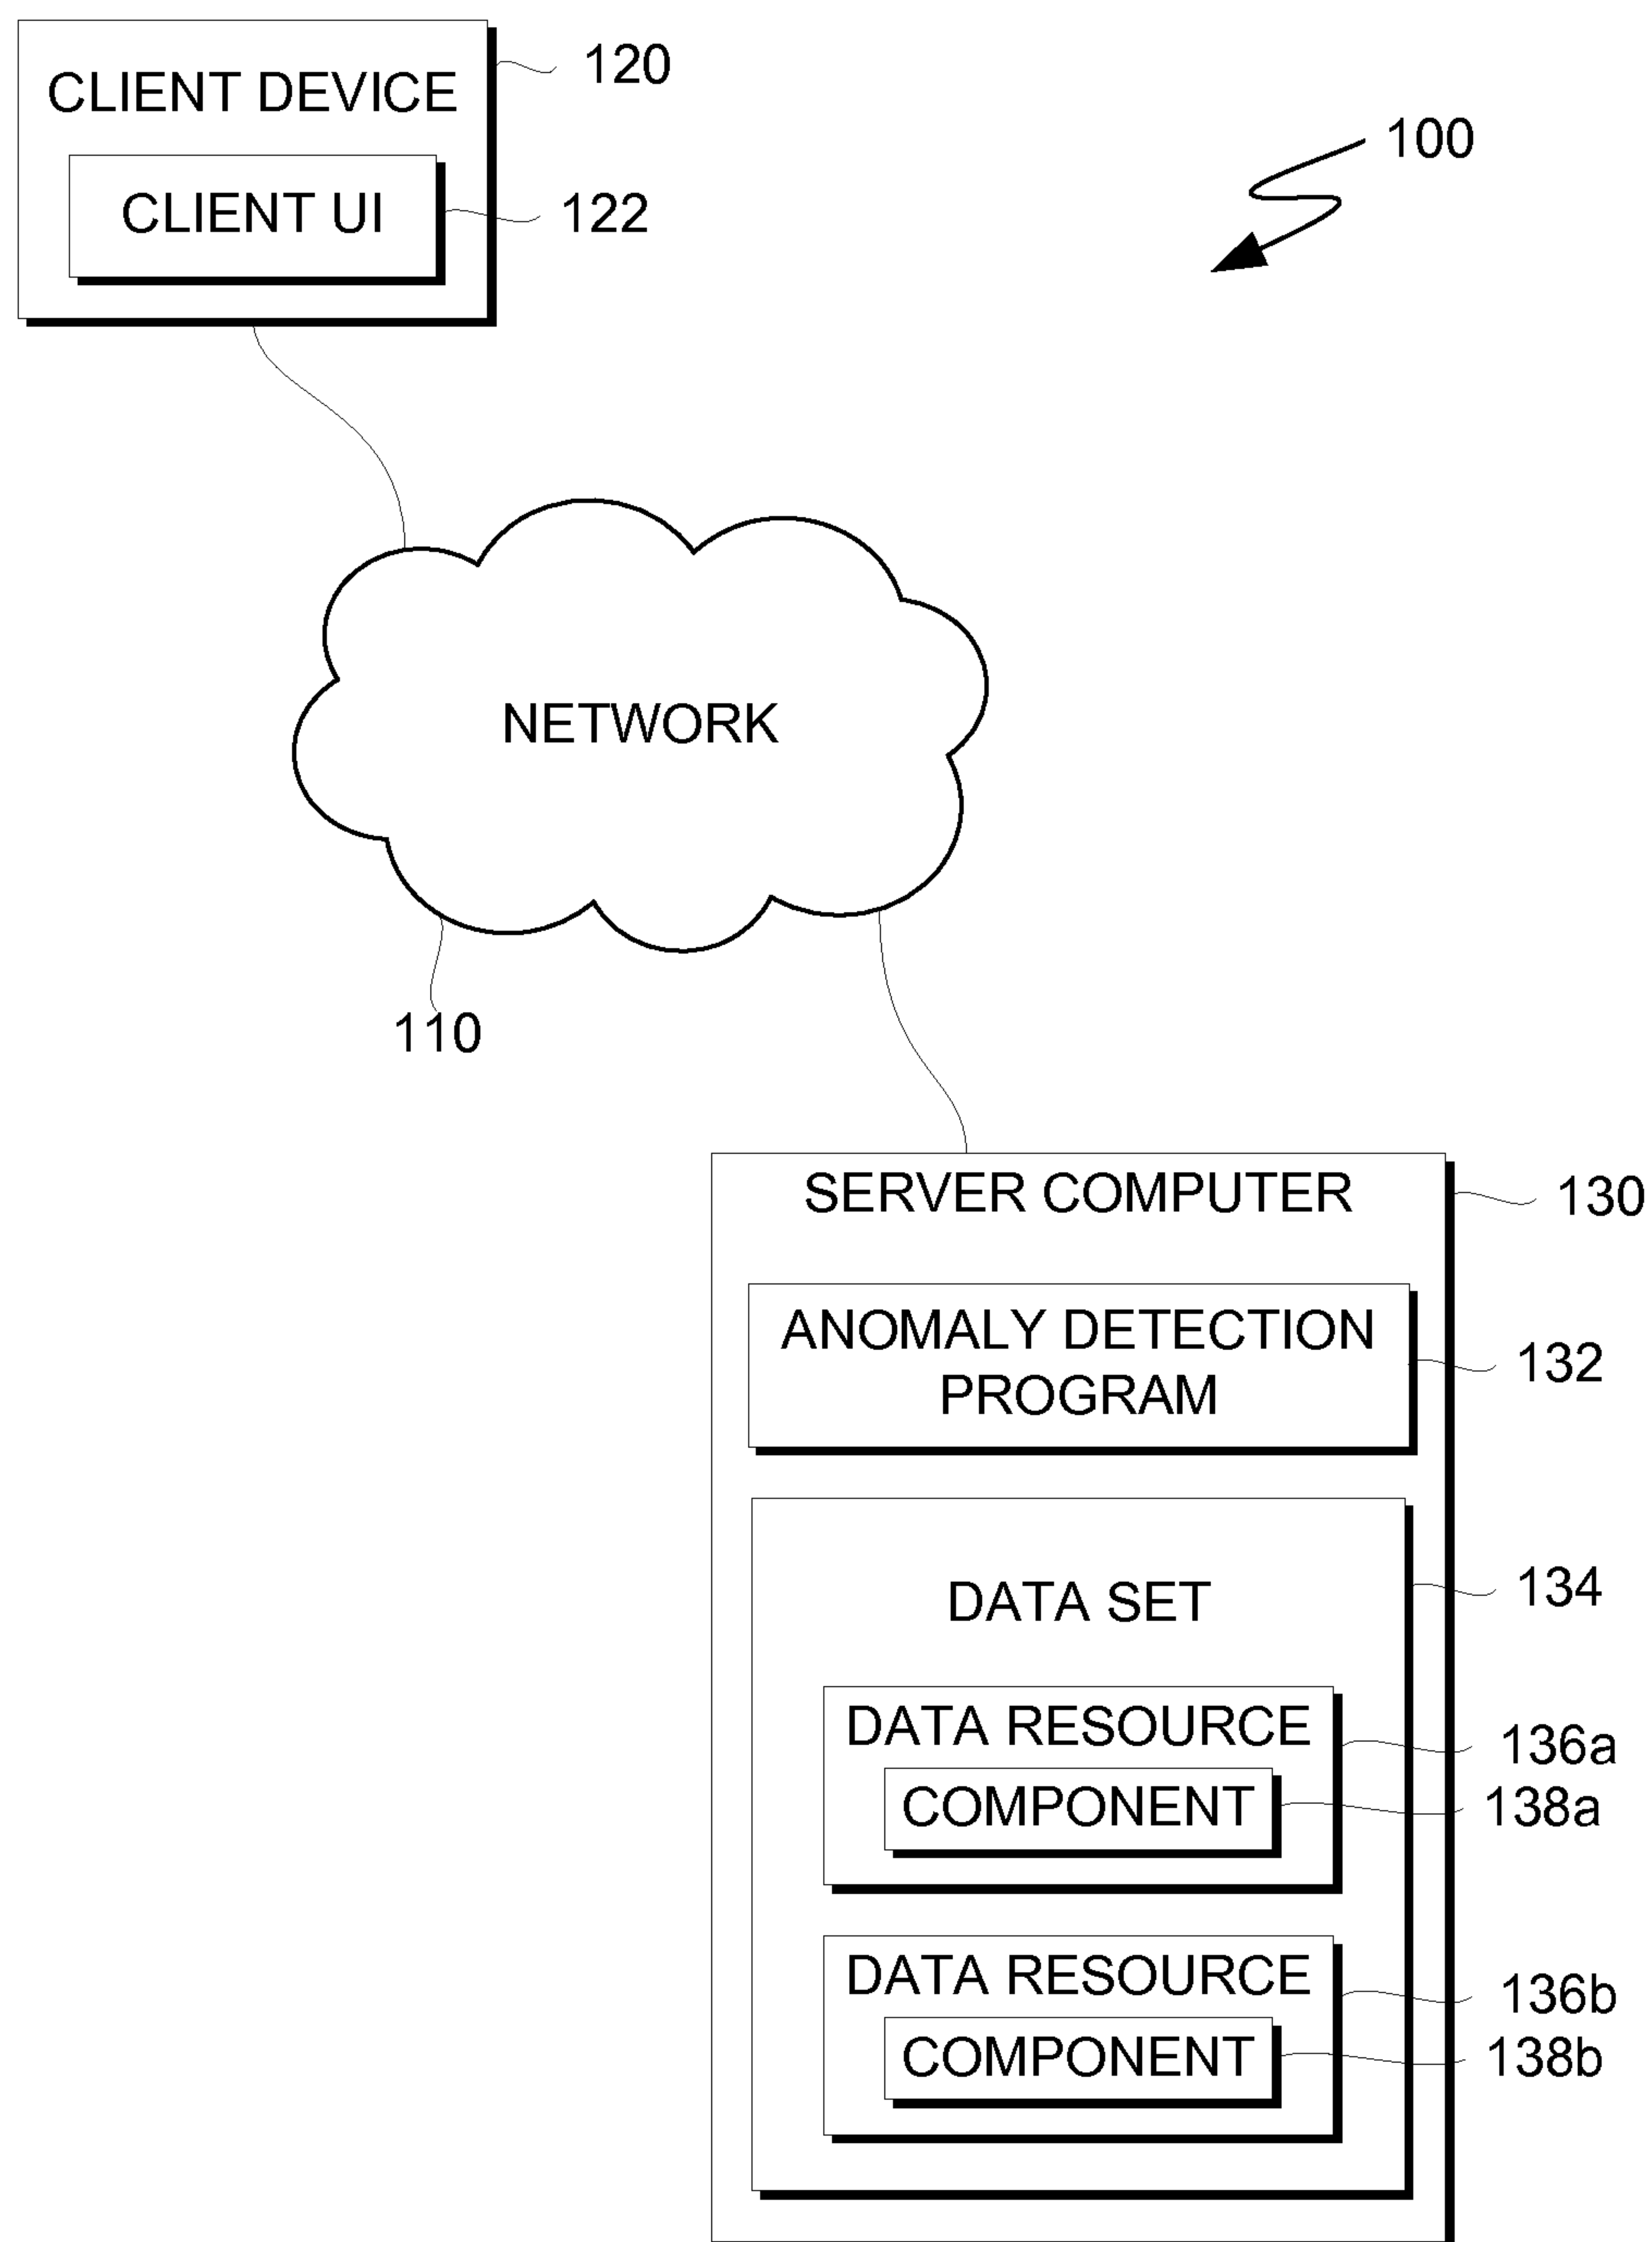 CLIENT DEVICE
120
100
CLIENT UI
122
NETWORK
110
SERVER COMPUTER
130
ANOMALY DETECTION
PROGRAM
132
DATA SET
134
DATA RESOURCE
136a
COMPONENT
138a
DATA RESOURCE
136b
COMPONENT
138b